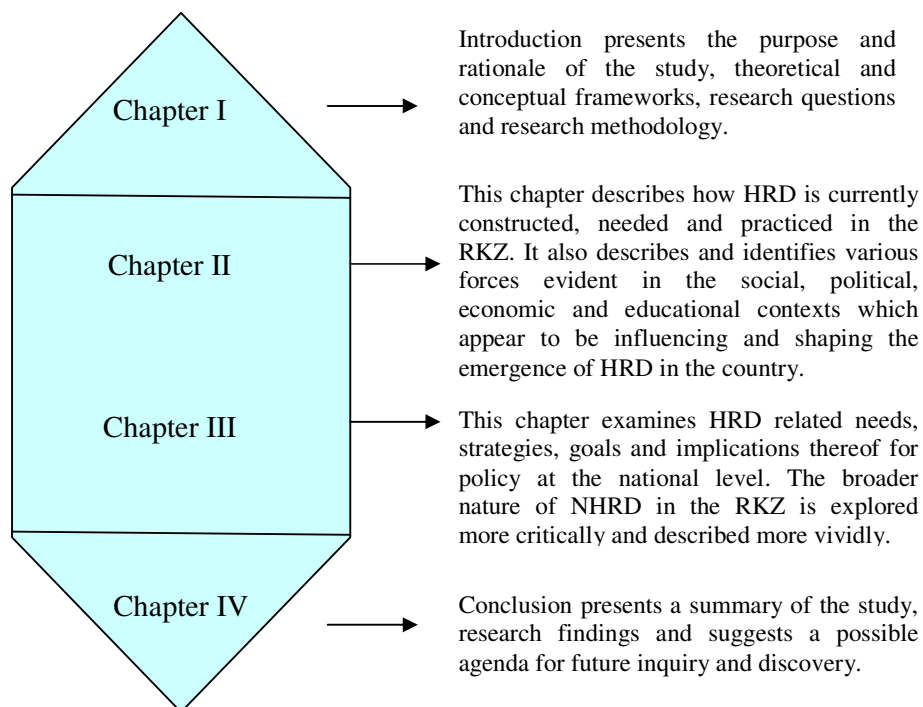 Chapter I
Introduction presents the purpose and
rationale of the study, theoretical and
conceptual frameworks, research questions
and research methodology.
Chapter II
This chapter describes how HRD is currently
constructed, needed and practiced in the
RKZ. It also describes and identifies various
forces evident in the social, political,
economic and educational contexts which
appear to be influencing and shaping the
emergence of HRD in the country.
Chapter III
This chapter examines HRD related needs,
strategies, goals and implications thereof for
policy at the national level. The broader
nature of NHRD in the RKZ is explored
more critically and described more vividly.
Chapter IV
Conclusion presents a summary of the study,
research findings and suggests a possible
agenda for future inquiry and discovery.